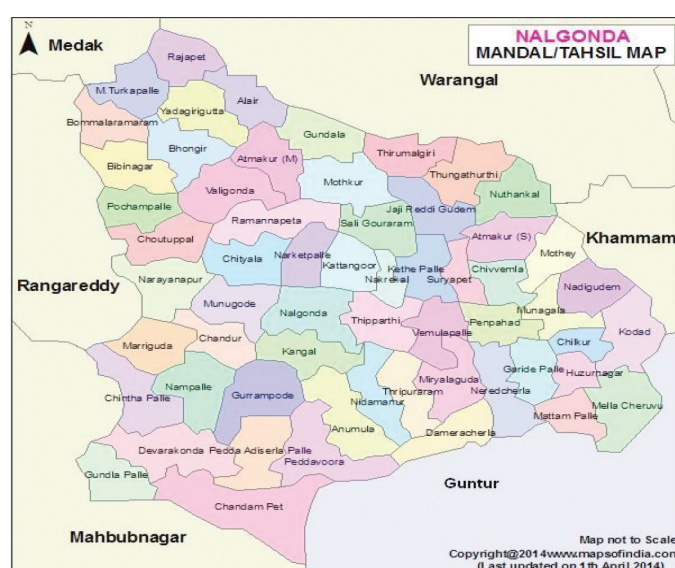 N
NALGONDA
MANDAL/TAHSIL MAP
Medak
Rajapet
Warangal
M.Turkapalle
Alair
Yadagirigutta
Bommalaramaram
Gundala
Bhongir
Thirumalgiri
Atmakur (M)
Bibinagar
Thungathurthi
Mothkur
Valigonda
Nuthankal
Pochampalle
Jaji Reddi Gudem
Ramannapeta
Sali Gouraram
Choutuppal
Atmakur (S)
Khammam
Mothey
Narketpalle
Chityala
Kattangoor
Kethe Palle
Chivvemla
Rangareddy
Narayanapur
Nakrekal
Suryapet
Nadigudem
Munugode
Munagala
Nalgonda
Thipparthi
Penpahad
Vemulapalle
Kodad
Chandur
Chilkur
Marriguda
Kangal
Garide Palle
Huzurnagar
Nampalle
Miryalaguda
Gurrampode
Thripuraram
Neredcherla
Chintha Palle
Nidamanur
Mella Cheruvu
Mattam Palle
Anumula
Dameracherla
Devarakonda
Pedda Adiserla Palle
Peddavoora
Gundla Palle
Guntur
Chandam Pet
Mahbubnagar
Map not to Scale
Copyright@2014www.mapsofindia.com
(Last updated on 1th April 2014)